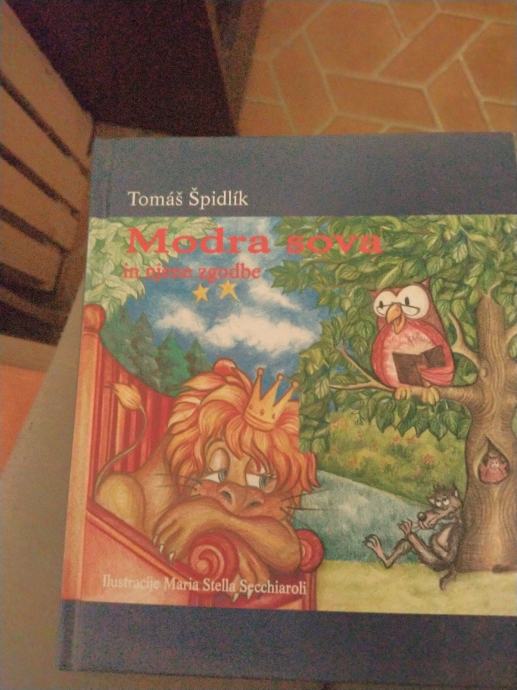 Tomáš Špidlík
Modra sova
in njene zgodbe
Ilustracije Maria Stella Secchiaroli